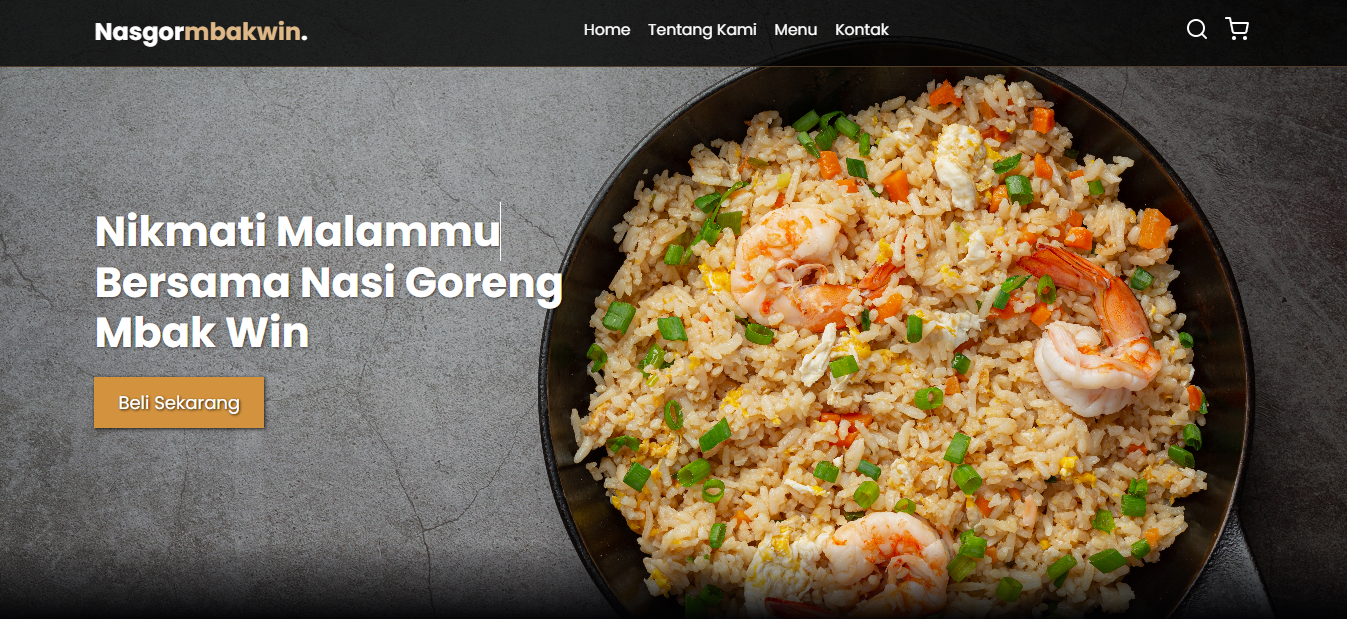 Nasgormbakwin.
Home Tentang Kami Menu Kontak
Nikmati Malammu
Bersama Nasi Goreng
Mbak Win
Beli Sekarang